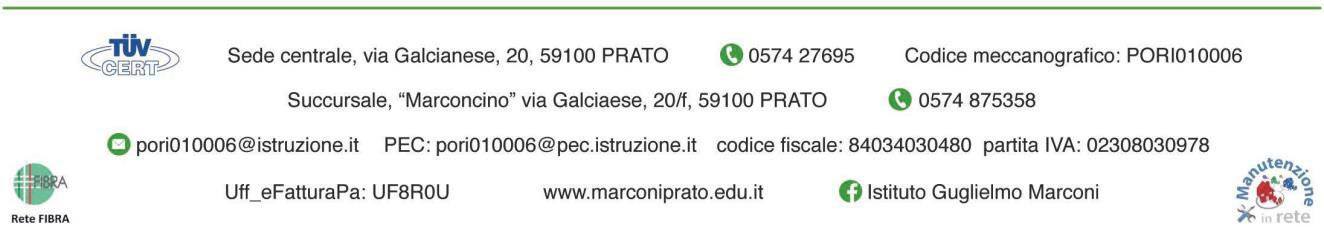 TÜV
CERT
Sede centrale, via Galcianese, 20, 59100 PRATO 0574 27695 Codice meccanografico: PORI010006
Succursale, “Marconcino” via Galciaese, 20/f, 59100 PRATO 0574 875358
pori010006@istruzione.it PEC: pori010006@pec.istruzione.it codice fiscale: 84034030480 partita IVA: 02308030978
Uff_eFatturaPa: UF8R0U www.marconiprato.edu.it Istituto Guglielmo Marconi
FIBRA
Rete FIBRA
Manutenzione
in rete